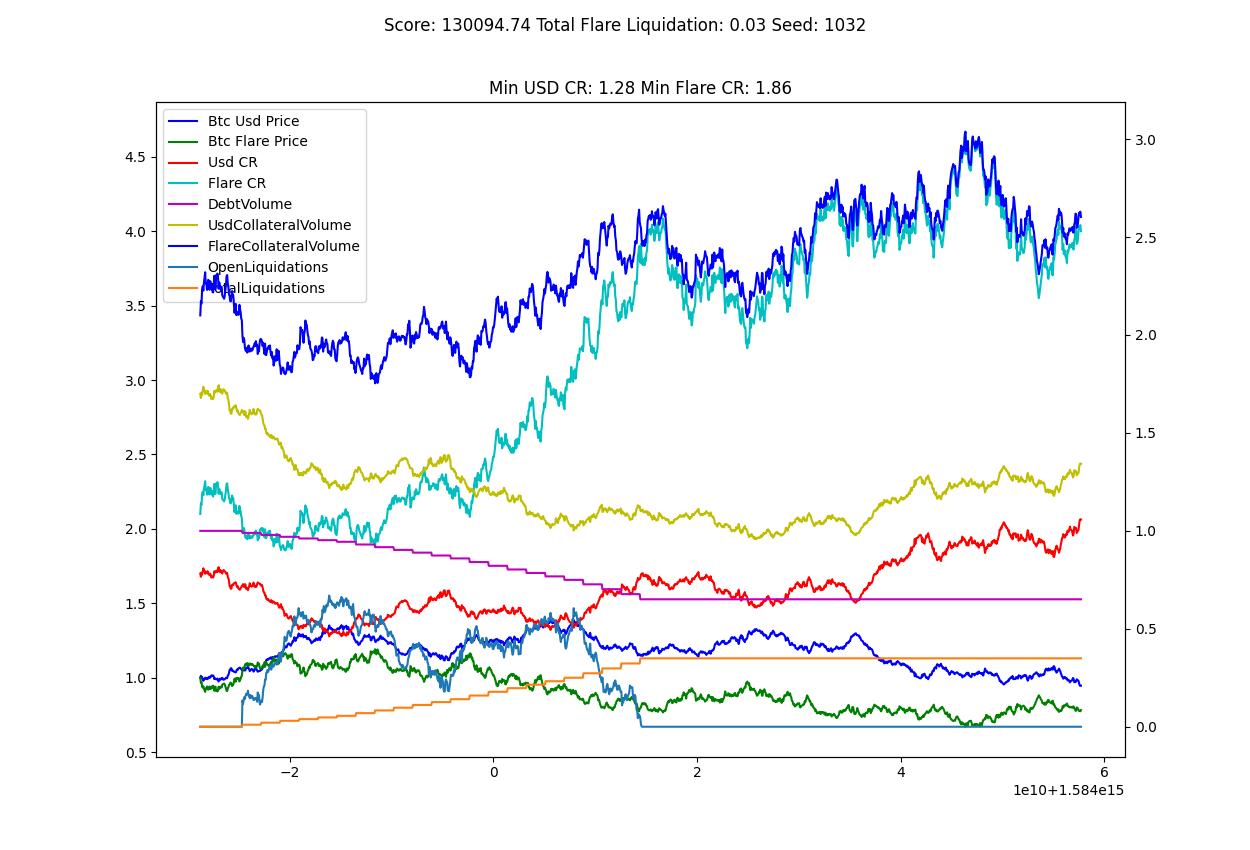 Score: 130094.74 Total Flare Liquidation: 0.03 Seed: 1032
Min USD CR: 1.28 Min Flare CR: 1.86
Btc Usd Price
Btc Flare Price
Usd CR
Flare CR
DebtVolume
UsdCollateralVolume
FlareCollateralVolume
OpenLiquidations
TotalLiquidations
4.5
4.0
3.5
3.0
2.5
2.0
1.5
1.0
0.5
3.0
2.5
2.0
1.5
1.0
0.5
0.0
−2
0
2
4
6
1e10+1.584e15